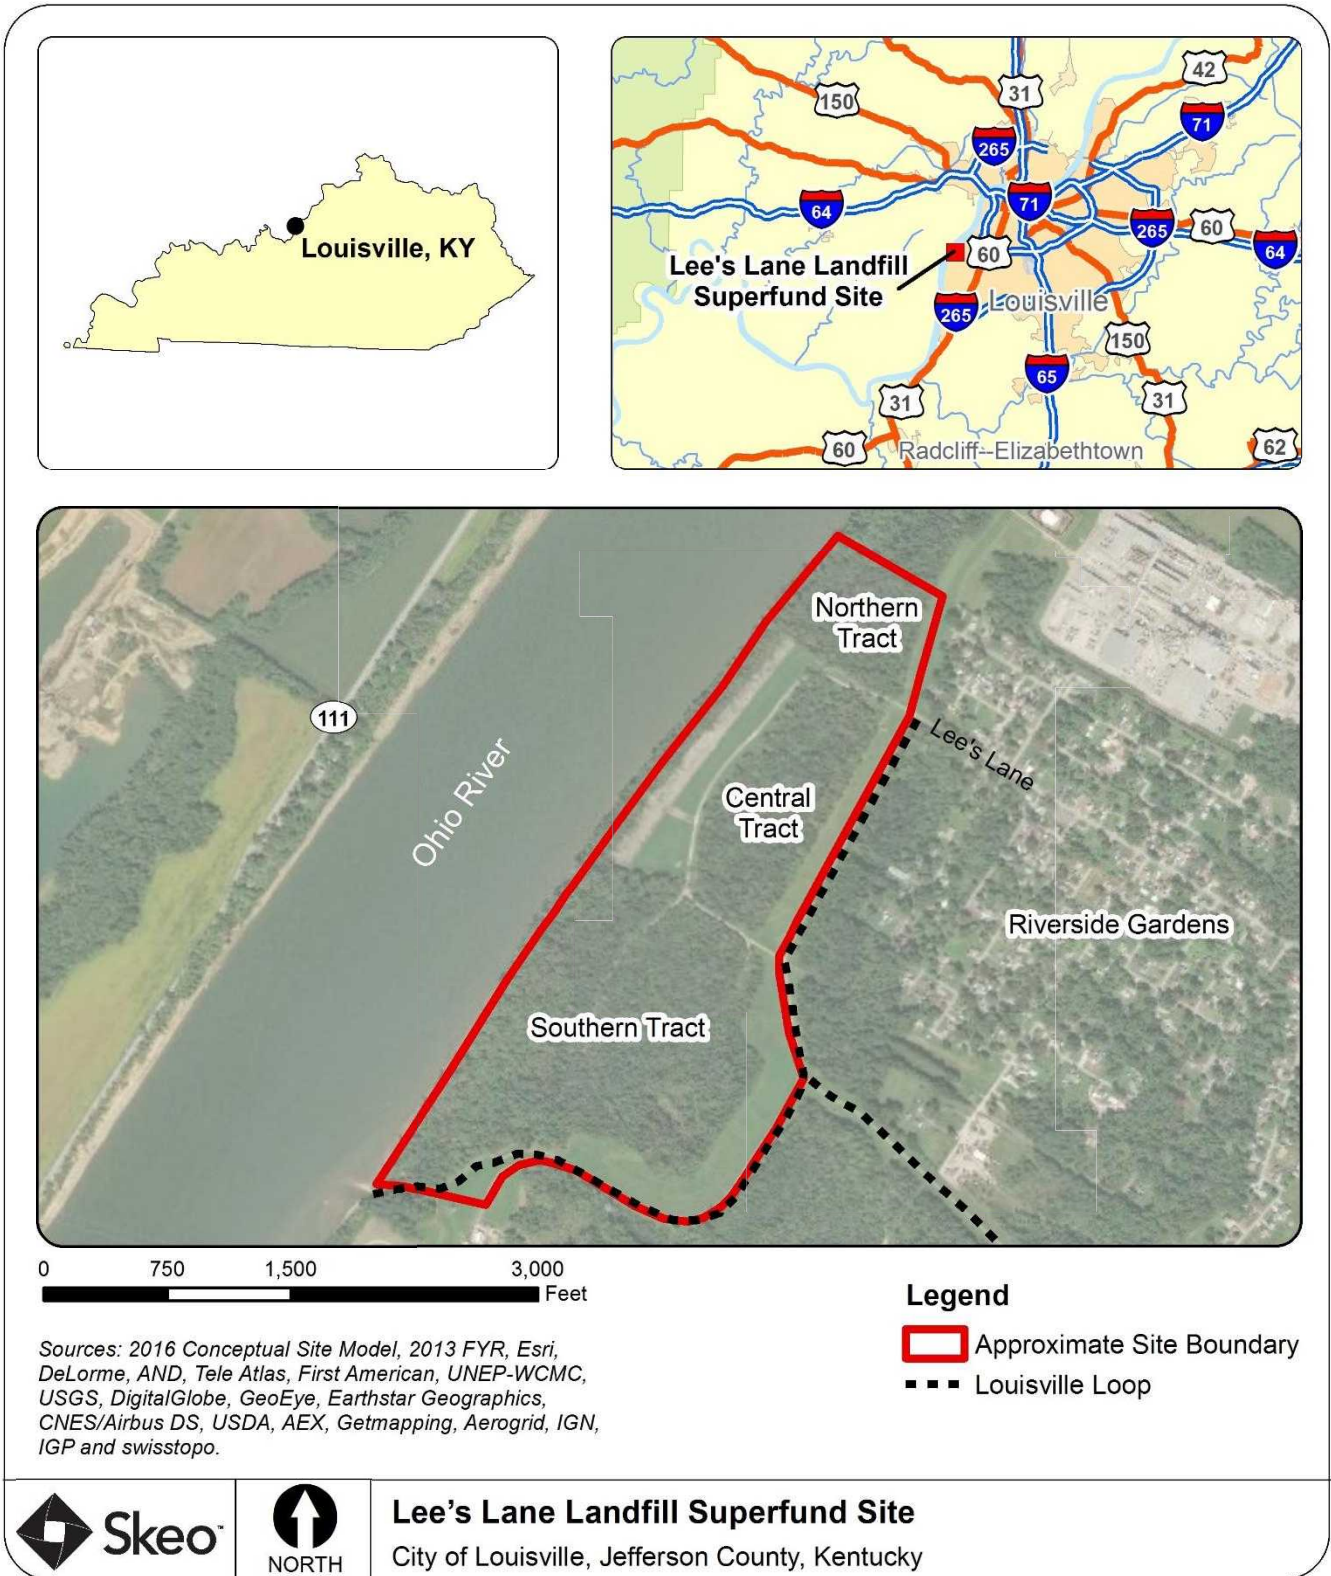 Louisville, KY
150
31
42
71
265
64
71
265
60
64
Lee's Lane Landfill
Superfund Site
60
265
Louisville
150
65
31
31
60
Radcliff--Elizabethtown
62
Northern
Tract
111
Ohio River
Lee's Lane
Central
Tract
Riverside Gardens
Southern Tract
0 750 1,500 3,000
Feet
Sources: 2016 Conceptual Site Model, 2013 FYR, Esri,
DeLorme, AND, Tele Atlas, First American, UNEP-WCMC,
USGS, DigitalGlobe, GeoEye, Earthstar Geographics,
CNES/Airbus DS, USDA, AEX, Getmapping, Aerogrid, IGN,
IGP and swisstopo.
Legend
Approximate Site Boundary
Louisville Loop
Skeo™
NORTH
Lee’s Lane Landfill Superfund Site
City of Louisville, Jefferson County, Kentucky